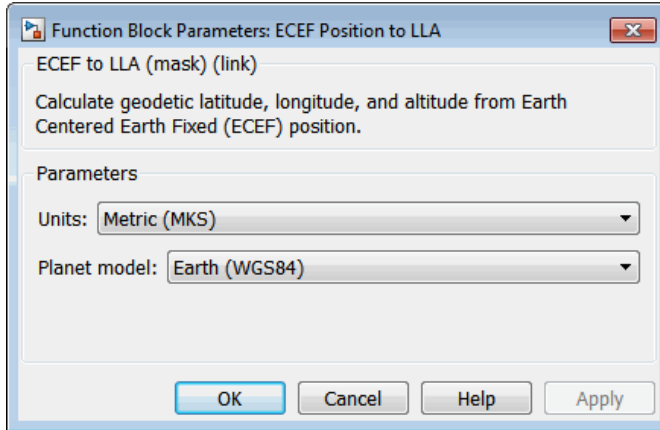 Function Block Parameters: ECEF Position to LLA
ECEF to LLA (mask) (link)
Calculate geodetic latitude, longitude, and altitude from Earth
Centered Earth Fixed (ECEF) position.
Parameters
Units: Metric (MKS)
Planet model: Earth (WGS84)
OK Cancel Help Apply